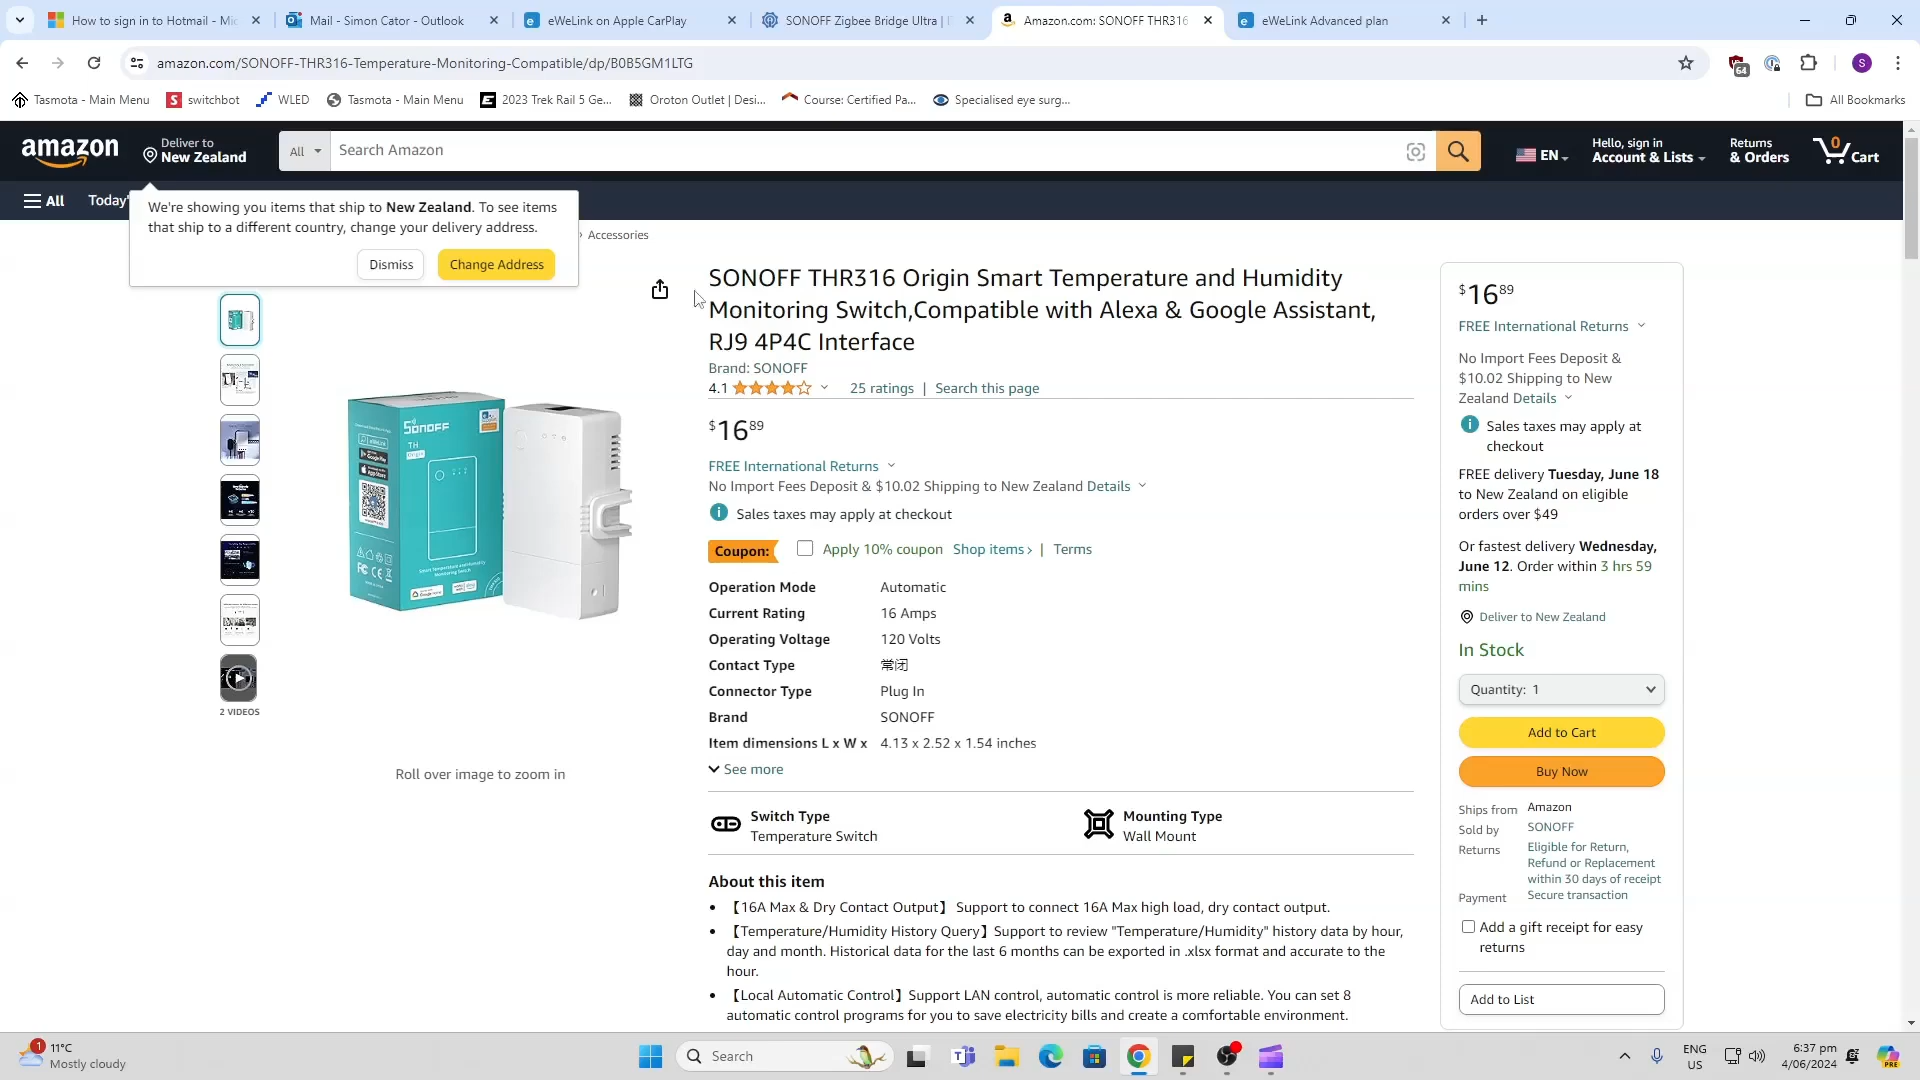 How to sign in to Hotmail - Mic
Mail - Simon Cator - Outlook
eWeLink on Apple CarPlay
SONOFF Zigbee Bridge Ultra |
Amazon.com: SONOFF THR316
eWeLink Advanced plan
amazon.com/SONOFF-THR316-Temperature-Monitoring-Compatible/dp/B0B5GM1LTG
64
S
Tasmota - Main Menu
switchbot
WLED
Tasmota - Main Menu
2023 Trek Rail 5 Ge...
Oroton Outlet | Desi...
Course: Certified Pa...
Specialised eye surg...
All Bookmarks
amazon
Deliver to
New Zealand
All
Search Amazon
EN
Hello, sign in
Account & Lists
Returns
& Orders
0
Cart
All
Today'
We're showing you items that ship to New Zealand. To see items
that ship to a different country, change your delivery address.
Dismiss
Change Address
› Accessories
2 VIDEOS
SONOFF
TH
Origin
Smart Temperature and Humidity
Monitoring Switch
Roll over image to zoom in
SONOFF THR316 Origin Smart Temperature and Humidity
Monitoring Switch,Compatible with Alexa & Google Assistant,
RJ9 4P4C Interface
Brand: SONOFF
4.1
25 ratings | Search this page
$16 89
FREE International Returns
No Import Fees Deposit & $10.02 Shipping to New Zealand Details
Sales taxes may apply at checkout
Coupon: Apply 10% coupon Shop items › | Terms
Operation Mode Automatic
Current Rating 16 Amps
Operating Voltage 120 Volts
Contact Type 常闭
Connector Type Plug In
Brand SONOFF
Item dimensions L x W x 4.13 x 2.52 x 1.54 inches
See more
Switch Type
Temperature Switch
Mounting Type
Wall Mount
About this item
• 【16A Max & Dry Contact Output】 Support to connect 16A Max high load, dry contact output.
• 【Temperature/Humidity History Query】Support to review "Temperature/Humidity" history data by hour,
day and month. Historical data for the last 6 months can be exported in .xlsx format and accurate to the
hour.
• 【Local Automatic Control】Support LAN control, automatic control is more reliable. You can set 8
automatic control programs for you to save electricity bills and create a comfortable environment.
$16 89
FREE International Returns
No Import Fees Deposit &
$10.02 Shipping to New
Zealand Details
Sales taxes may apply at
checkout
FREE delivery Tuesday, June 18
to New Zealand on eligible
orders over $49
Or fastest delivery Wednesday,
June 12. Order within 3 hrs 59
mins
Deliver to New Zealand
In Stock
Quantity: 1
Add to Cart
Buy Now
Ships from Amazon
Sold by SONOFF
Returns Eligible for Return,
Refund or Replacement
within 30 days of receipt
Payment Secure transaction
Add a gift receipt for easy
returns
Add to List
1
11°C
Mostly cloudy
Search
ENG
US
6:37 pm
4/06/2024
PRE